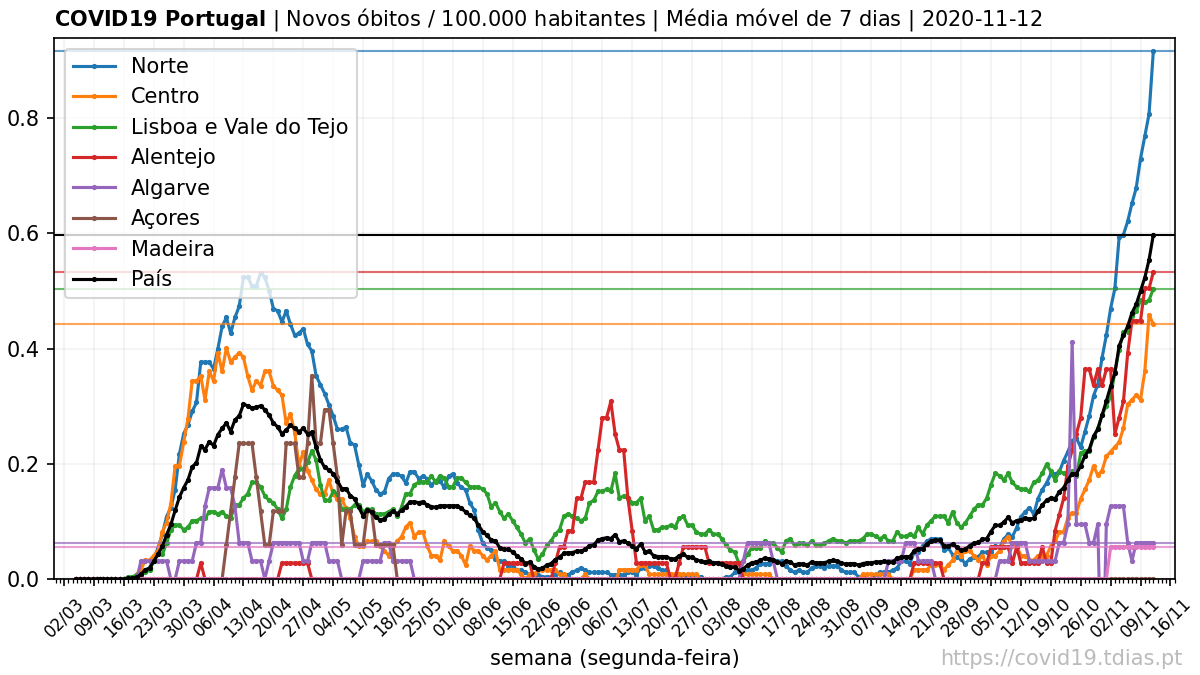 COVID19 Portugal | Novos óbitos / 100.000 habitantes | Média móvel de 7 dias | 2020-11-12
Norte
Centro
Lisboa e Vale do Tejo
Alentejo
Algarve
Açores
Madeira
País
0.8
0.6
0.4
0.2
0.0
02/03 09/03 16/03 23/03 30/03 06/04 13/04 20/04 27/04 04/05 11/05 18/05 25/05 01/06 08/06 15/06 22/06 29/06 06/07 13/07 20/07 27/07 03/08 10/08 17/08 24/08 31/08 07/09 14/09 21/09 28/09 05/10 12/10 19/10 26/10 02/11 09/11 16/11
semana (segunda-feira)
https://covid19.tdias.pt